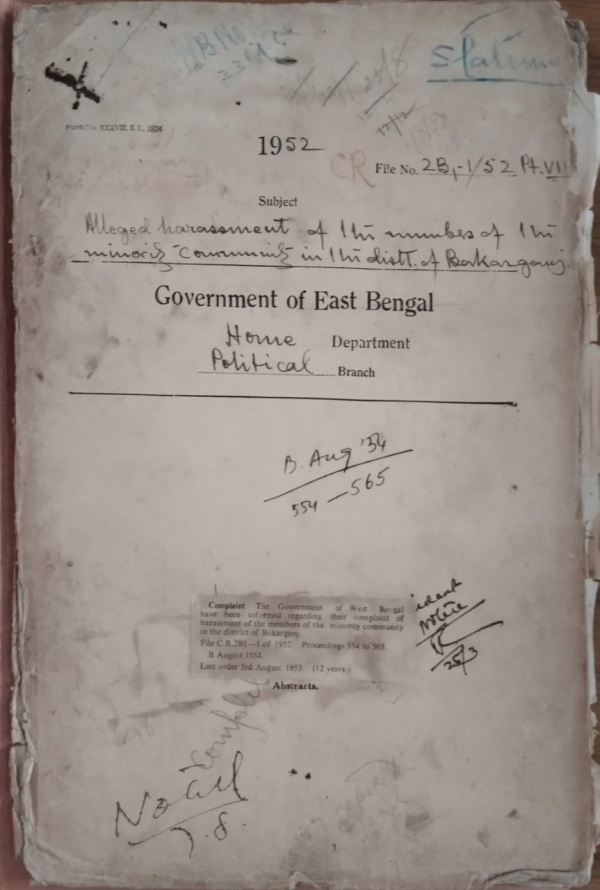 Form No. XXXVIII. S. L. 1924.
1952
CR
File No. 2B1-1/52 Pt. VII
Subject
Alleged harassment of the members of the
minority community in the distt. of Bakarganj.
Government of East Bengal
Home Department
Political Branch
B. Aug '54
554 — 565
Complaint The Government of West Bengal
have been informed regarding their complaint of
harassment of the members of the minority community
in the district of Bakarganj.
File C.R.2B1—1 of 1952. Proceedings 554 to 565.
B August 1954.
Last order 3rd August 1953. (12 years)
Abstracts.